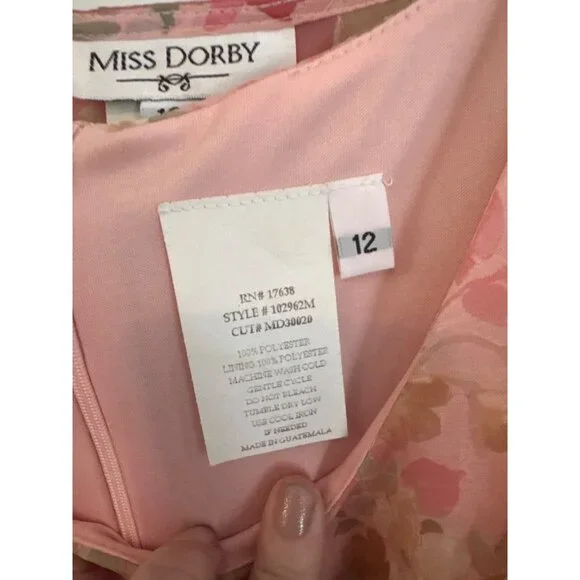 MISS DORBY
12
RN# 17638
STYLE # 102962M
CUT# MD30020
100% POLYESTER
LINING 100% POLYESTER
MACHINE WASH COLD
GENTLE CYCLE
DO NOT BLEACH
TUMBLE DRY LOW
USE COOL IRON
IF NEEDED
MADE IN GUATEMALA